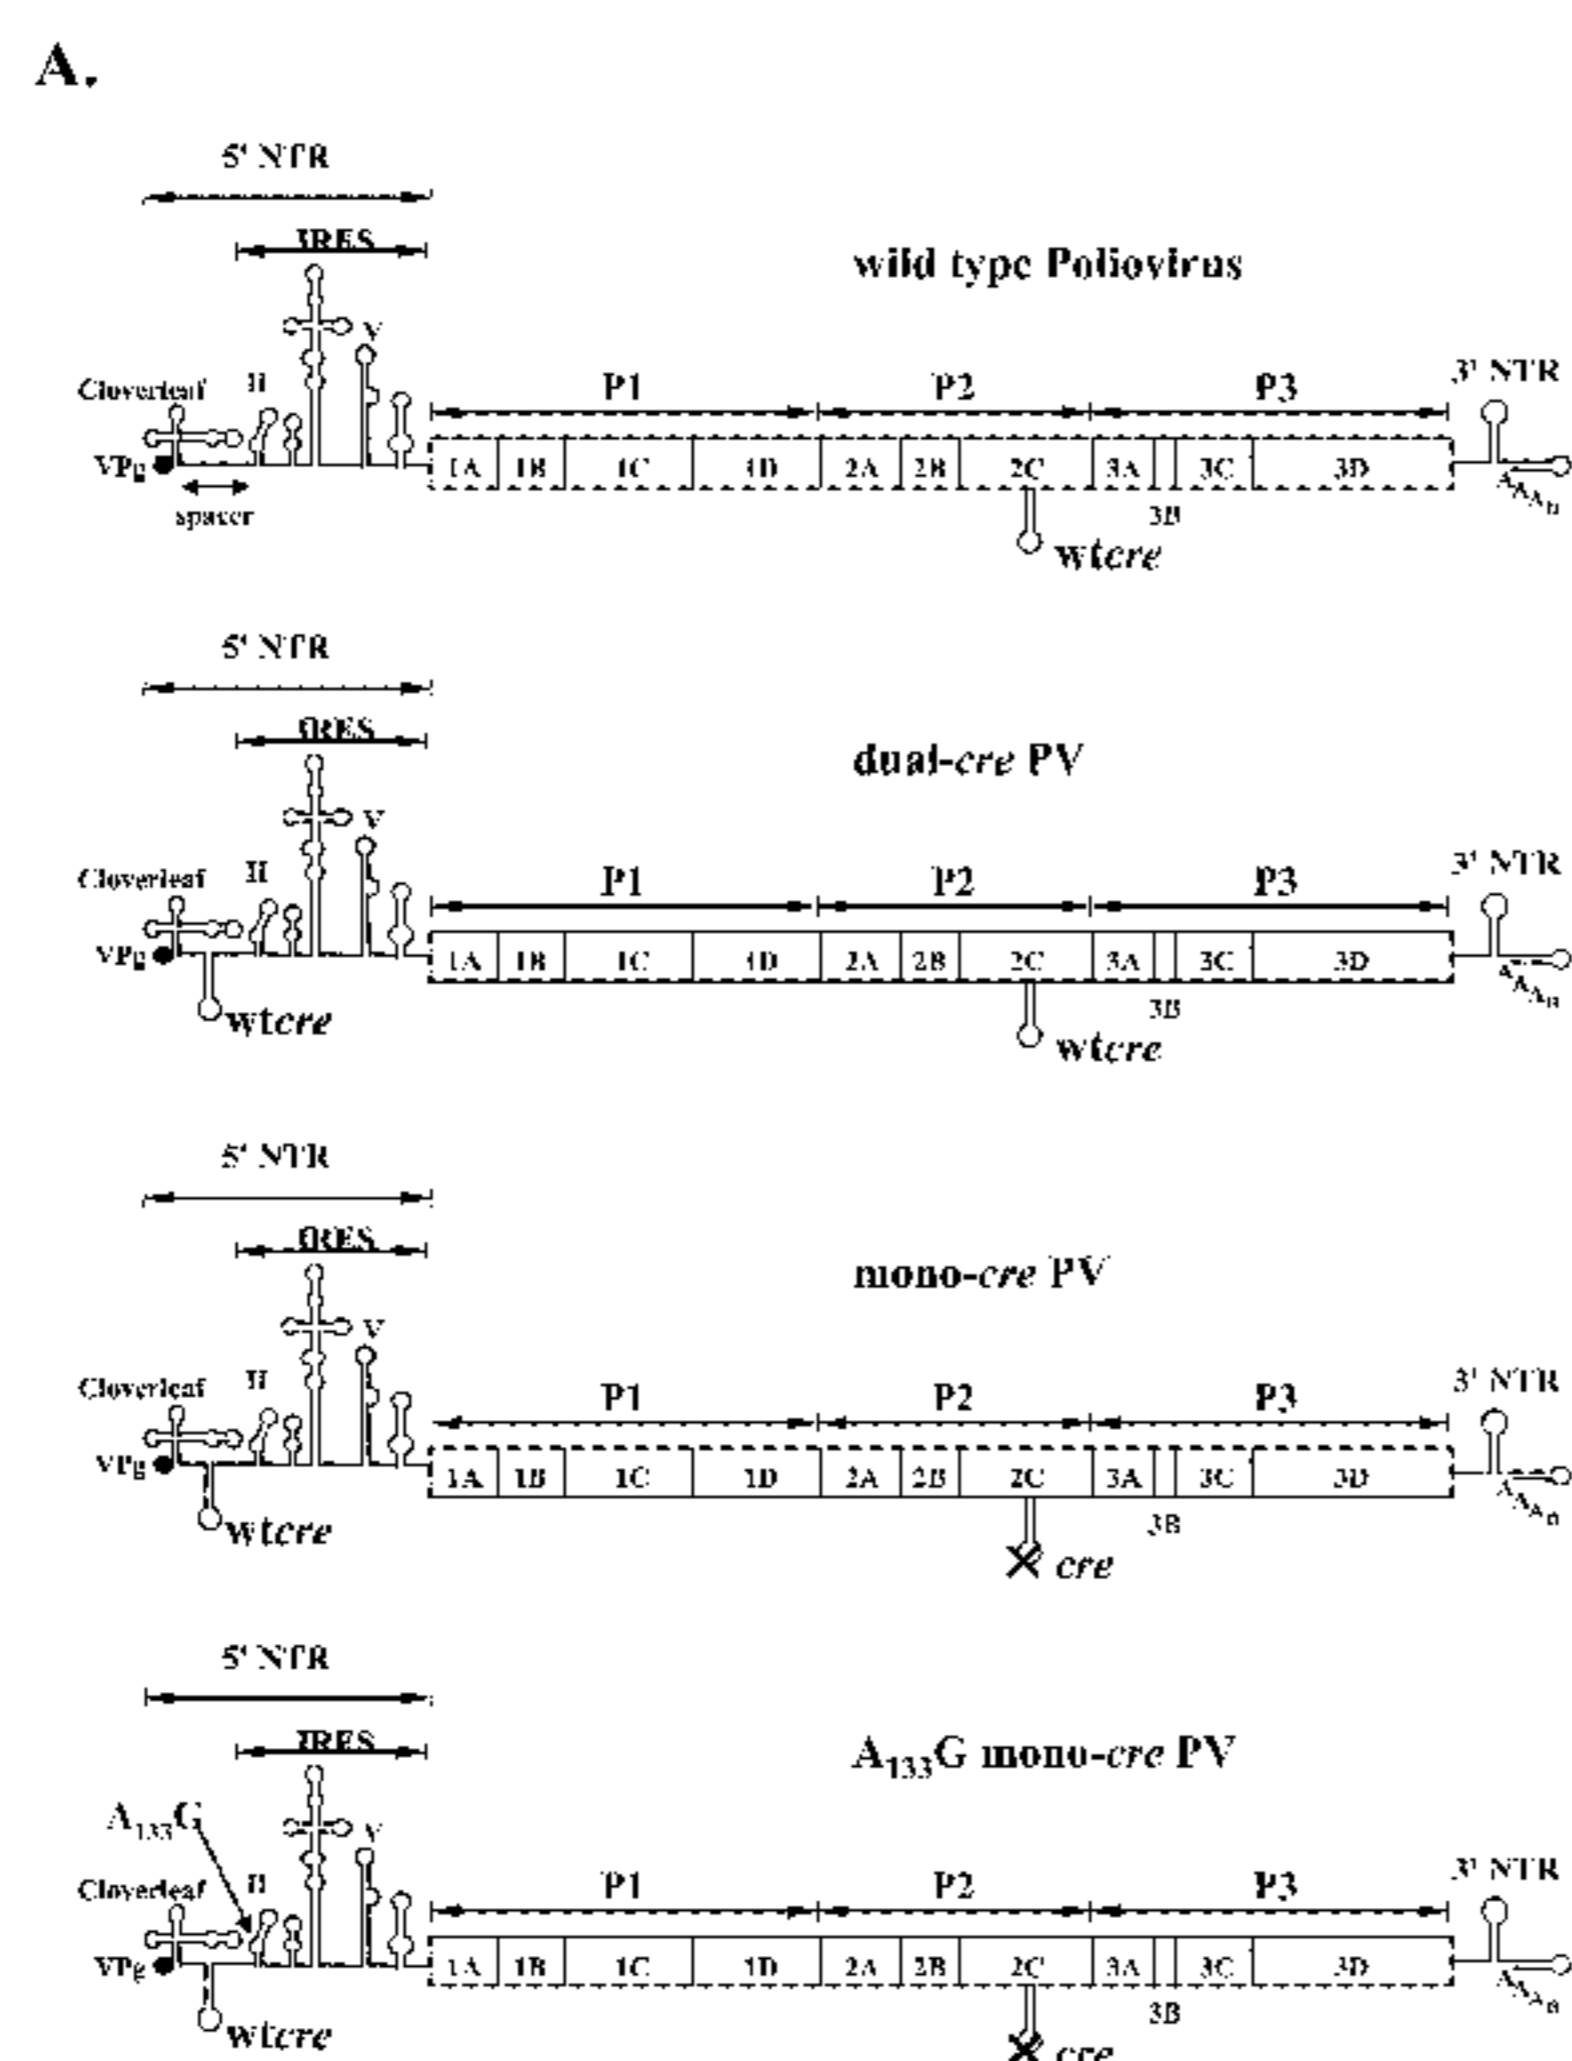 A.
5' NTR
IRES
wild type Poliovirus
V
Cloverleaf II P1 P2 P3 3' NTR
VPg 1A 1B 1C 1D 2A 2B 2C 3A 3C 3D
spacer 3B AAAn
wtcre
5' NTR
IRES
dual-cre PV
V
Cloverleaf II P1 P2 P3 3' NTR
VPg 1A 1B 1C 1D 2A 2B 2C 3A 3C 3D
3B AAAn
wtcre wtcre
5' NTR
IRES
mono-cre PV
V
Cloverleaf II P1 P2 P3 3' NTR
VPg 1A 1B 1C 1D 2A 2B 2C 3A 3C 3D
3B AAAn
wtcre cre
5' NTR
IRES
A133G mono-cre PV
A133G V
Cloverleaf II P1 P2 P3 3' NTR
VPg 1A 1B 1C 1D 2A 2B 2C 3A 3C 3D
3B AAAn
wtcre cre